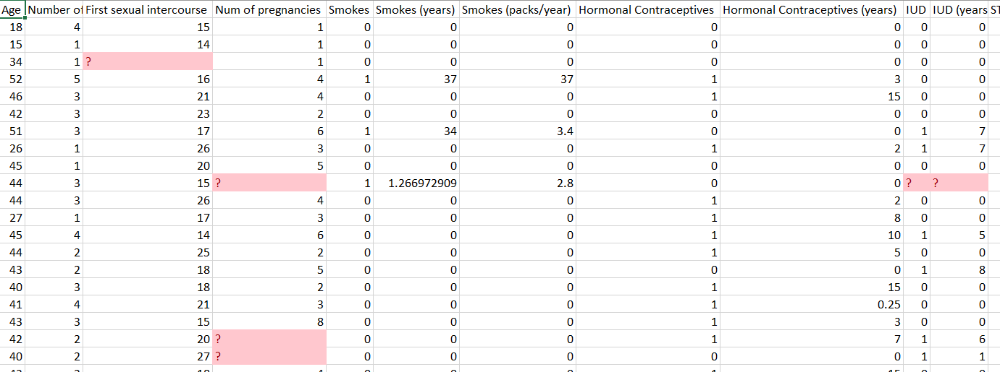 Age Number of First sexual intercourse Num of pregnancies Smokes Smokes (years) Smokes (packs/year) Hormonal Contraceptives Hormonal Contraceptives (years) IUD IUD (years ST
18 4 15 1 0 0 0 0 0 0 0
15 1 14 1 0 0 0 0 0 0 0
34 1 ? 1 0 0 0 0 0 0 0
52 5 16 4 1 37 37 1 3 0 0
46 3 21 4 0 0 0 1 15 0 0
42 3 23 2 0 0 0 0 0 0 0
51 3 17 6 1 34 3.4 0 0 1 7
26 1 26 3 0 0 0 1 2 1 7
45 1 20 5 0 0 0 0 0 0 0
44 3 15 ? 1 1.266972909 2.8 0 0 ? ?
44 3 26 4 0 0 0 1 2 0 0
27 1 17 3 0 0 0 1 8 0 0
45 4 14 6 0 0 0 1 10 1 5
44 2 25 2 0 0 0 1 5 0 0
43 2 18 5 0 0 0 0 0 1 8
40 3 18 2 0 0 0 1 15 0 0
41 4 21 3 0 0 0 1 0.25 0 0
43 3 15 8 0 0 0 1 3 0 0
42 2 20 ? 0 0 0 1 7 1 6
40 2 27 ? 0 0 0 0 0 1 1